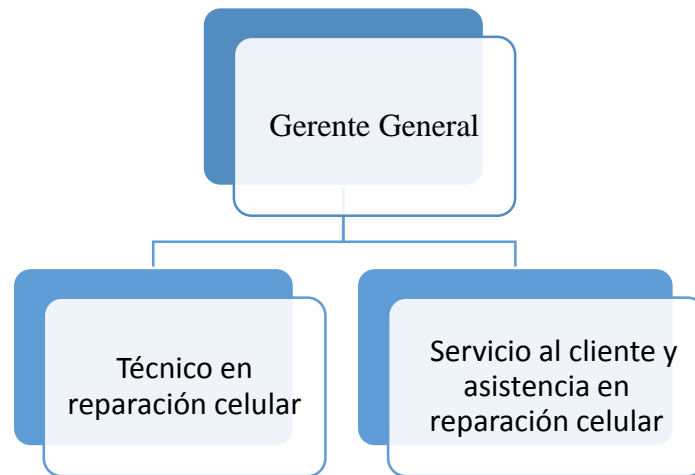 Gerente General
Técnico en
reparación celular
Servicio al cliente y
asistencia en
reparación celular